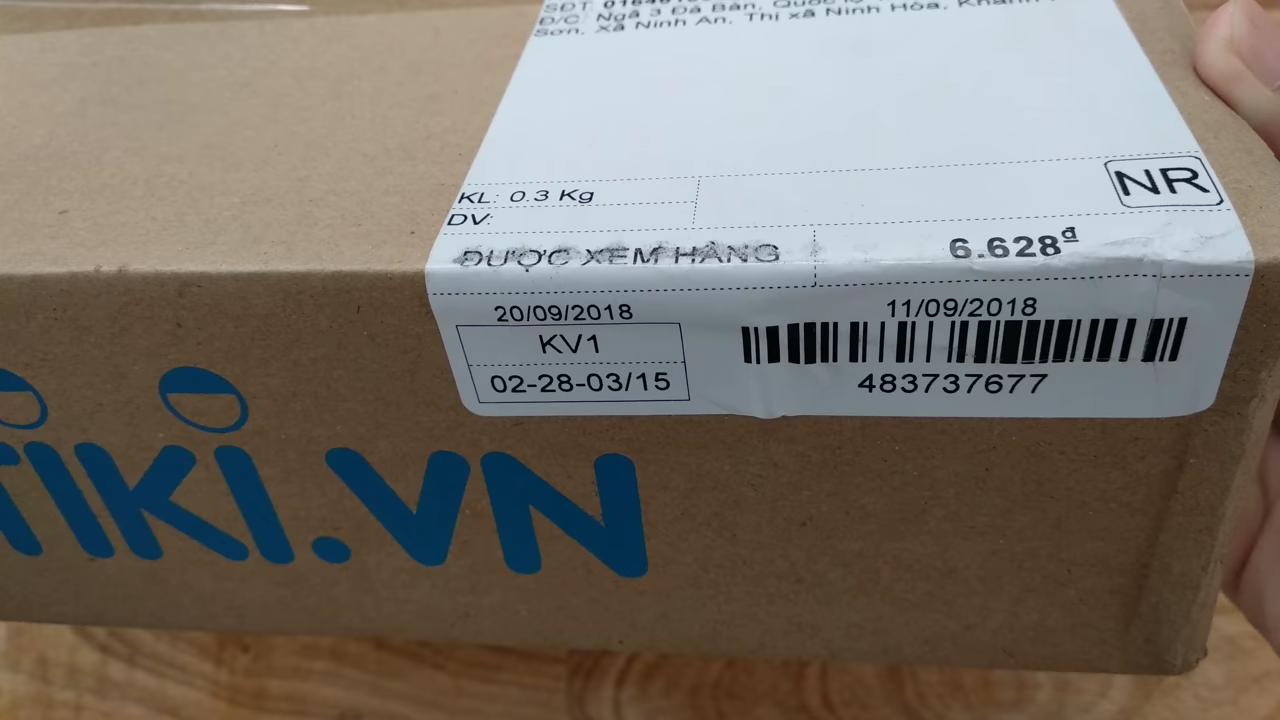 SĐT
Đ/C: Ngã 3 Đá Bàn, Quốc lộ
Sơn, Xã Ninh An, Thị xã Ninh Hòa, Khánh
KL: 0.3 Kg
NR
DV:
ĐƯỢC XEM HÀNG
6.628₫
20/09/2018
11/09/2018
KV1
02-28-03/15
483737677
TIKI.VN